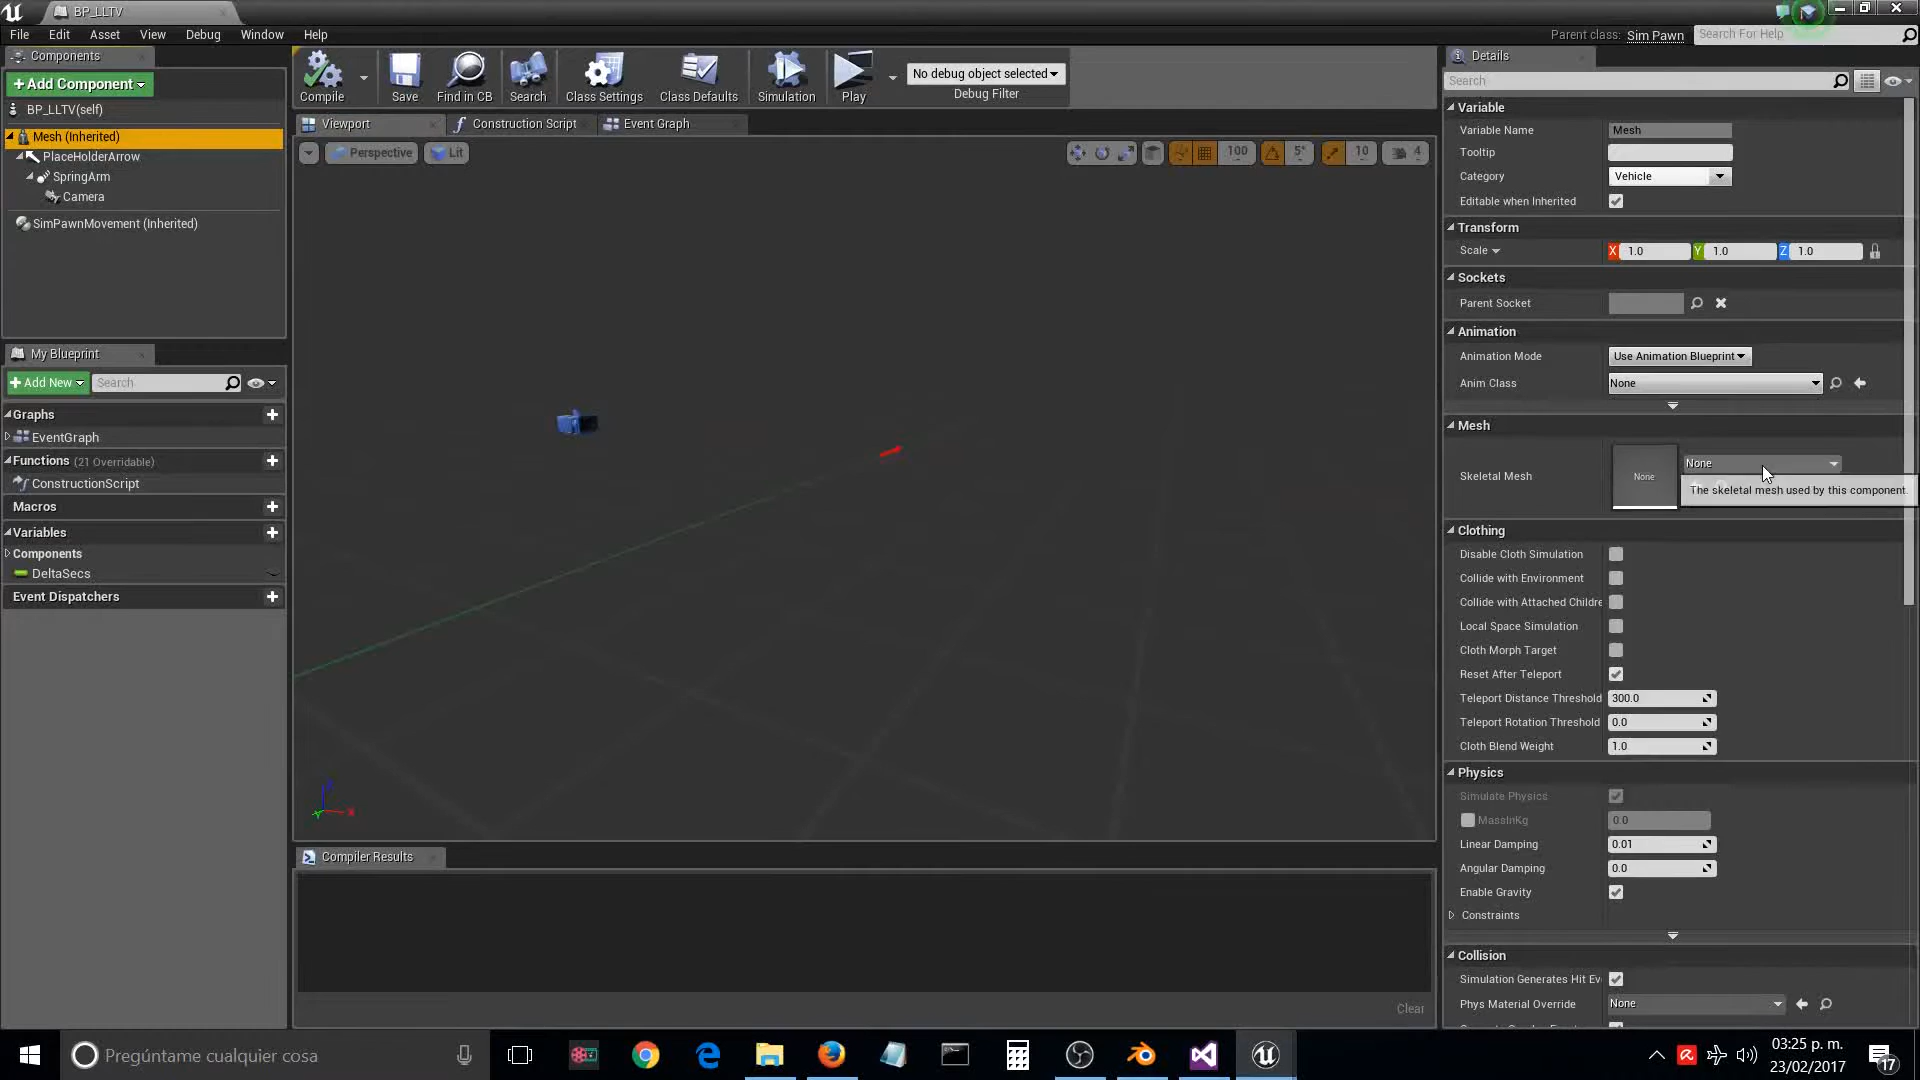 BP_LLTV
File Edit Asset View Debug Window Help
Parent class: Sim Pawn Search For Help
Components
Add Component
BP_LLTV(self)
Mesh (Inherited)
PlaceHolderArrow
SpringArm
Camera
SimPawnMovement (Inherited)
My Blueprint
Add New Search
Graphs
EventGraph
Functions (21 Overridable)
ConstructionScript
Macros
Variables
Components
DeltaSecs
Event Dispatchers
Compile Save Find in CB Search Class Settings Class Defaults Simulation Play
No debug object selected
Debug Filter
Viewport Construction Script Event Graph
Perspective Lit 100 5° 10 4
X
Compiler Results
Clear
Details
Search
Variable
Variable Name Mesh
Tooltip
Category Vehicle
Editable when Inherited
Transform
Scale X 1.0 Y 1.0 Z 1.0
Sockets
Parent Socket
Animation
Animation Mode Use Animation Blueprint
Anim Class None
Mesh
Skeletal Mesh None None
The skeletal mesh used by this component.
Clothing
Disable Cloth Simulation
Collide with Environment
Collide with Attached Childre
Local Space Simulation
Cloth Morph Target
Reset After Teleport
Teleport Distance Threshold 300.0
Teleport Rotation Threshold 0.0
Cloth Blend Weight 1.0
Physics
Simulate Physics
MassInKg 0.0
Linear Damping 0.01
Angular Damping 0.0
Enable Gravity
Constraints
Collision
Simulation Generates Hit Ev
Phys Material Override None
Pregúntame cualquier cosa
03:25 p. m.
23/02/2017
17